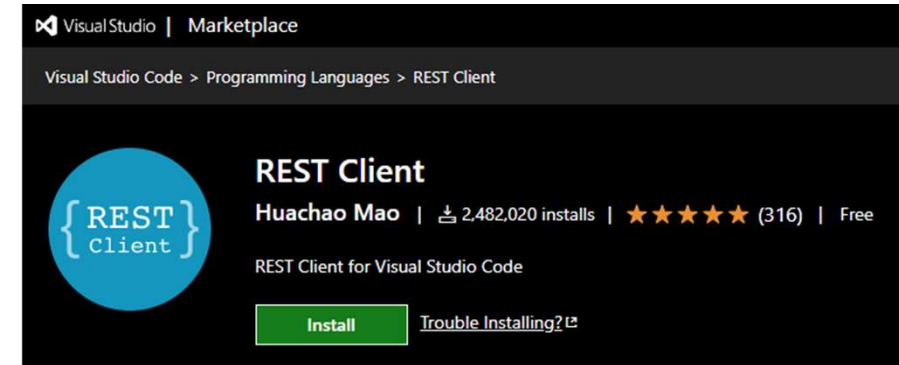 Visual Studio | Marketplace
Visual Studio Code > Programming Languages > REST Client
REST Client
{REST}
Client
Huachao Mao | 2,482,020 installs | ★★★★★ (316) | Free
REST Client for Visual Studio Code
Install Trouble Installing?